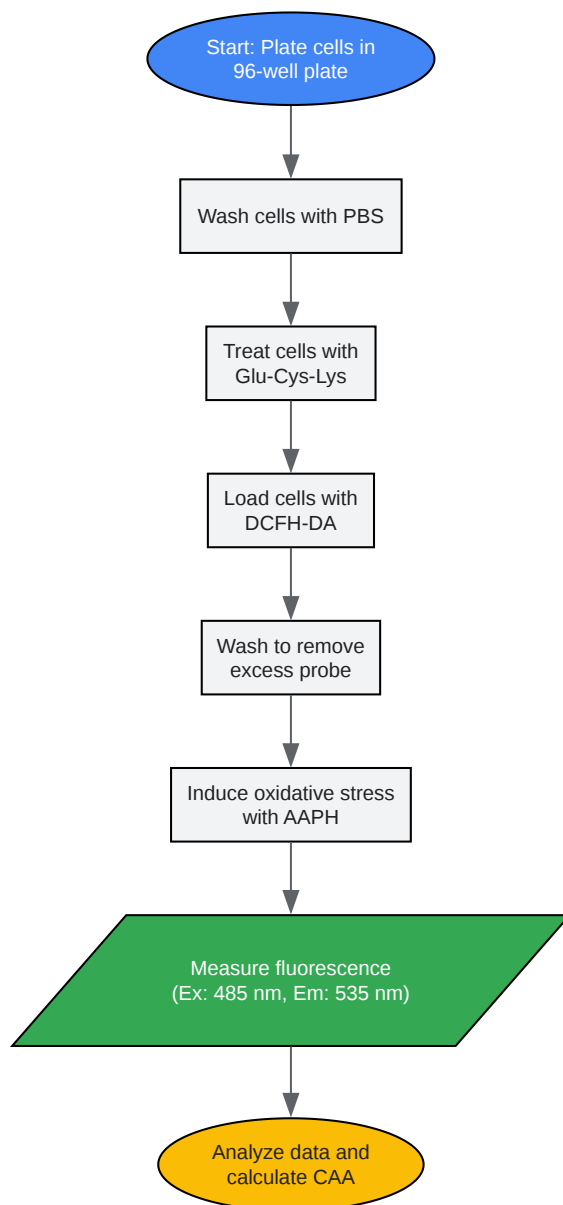 Start: Plate cells in
96-well plate
Wash cells with PBS
Treat cells with
Glu-Cys-Lys
Load cells with
DCFH-DA
Wash to remove
excess probe
Induce oxidative stress
with AAPH
Measure fluorescence
(Ex: 485 nm, Em: 535 nm)
Analyze data and
calculate CAA